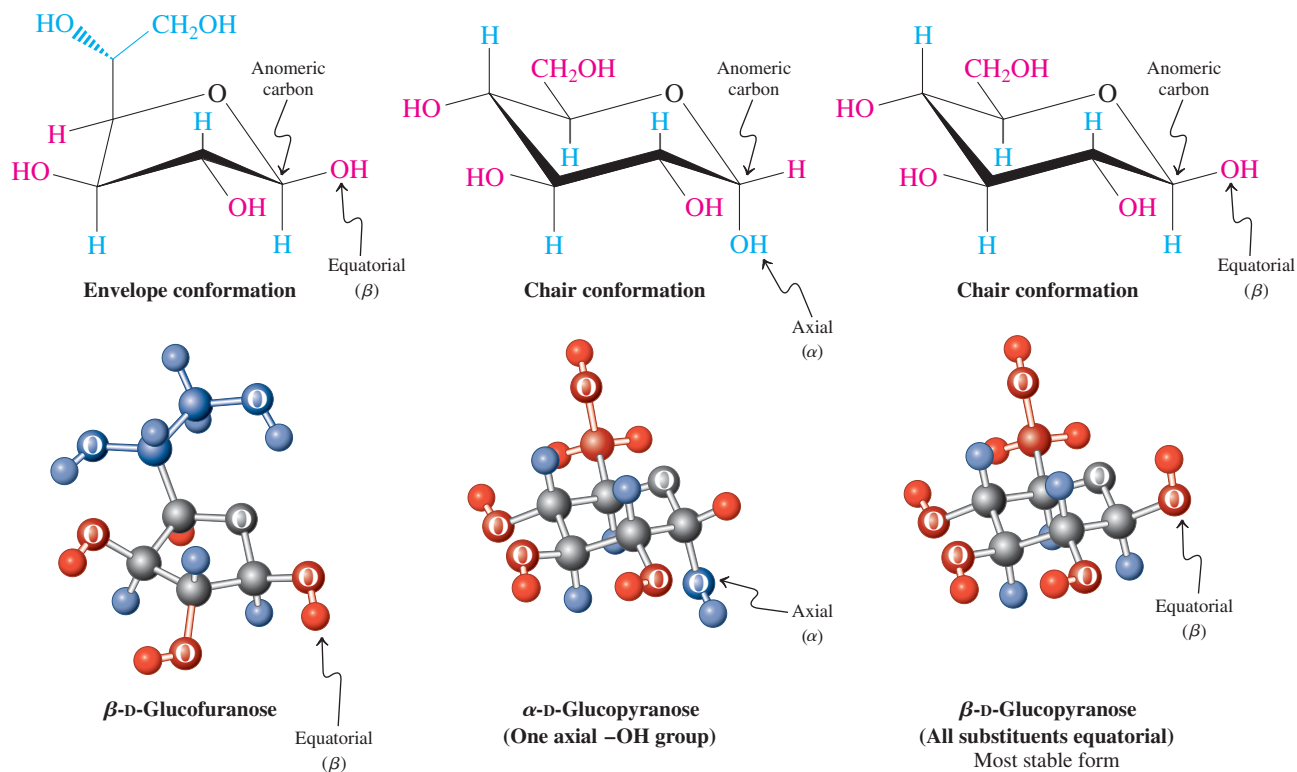 HO
CH₂OH
O
Anomeric
carbon
H
H
HO
OH
OH
H
H
Equatorial
(β)
Envelope conformation
H
CH₂OH
O
Anomeric
carbon
HO
H
H
HO
H
OH
H
OH
Chair conformation
Axial
(α)
H
CH₂OH
O
Anomeric
carbon
HO
H
H
HO
OH
OH
H
H
Equatorial
(β)
Chair conformation
O
O
O
O
O
O
Equatorial
(β)
β-D-Glucofuranose
O
O
O
O
O
O
Axial
(α)
α-D-Glucopyranose
(One axial –OH group)
O
O
O
O
O
O
Equatorial
(β)
β-D-Glucopyranose
(All substituents equatorial)
Most stable form